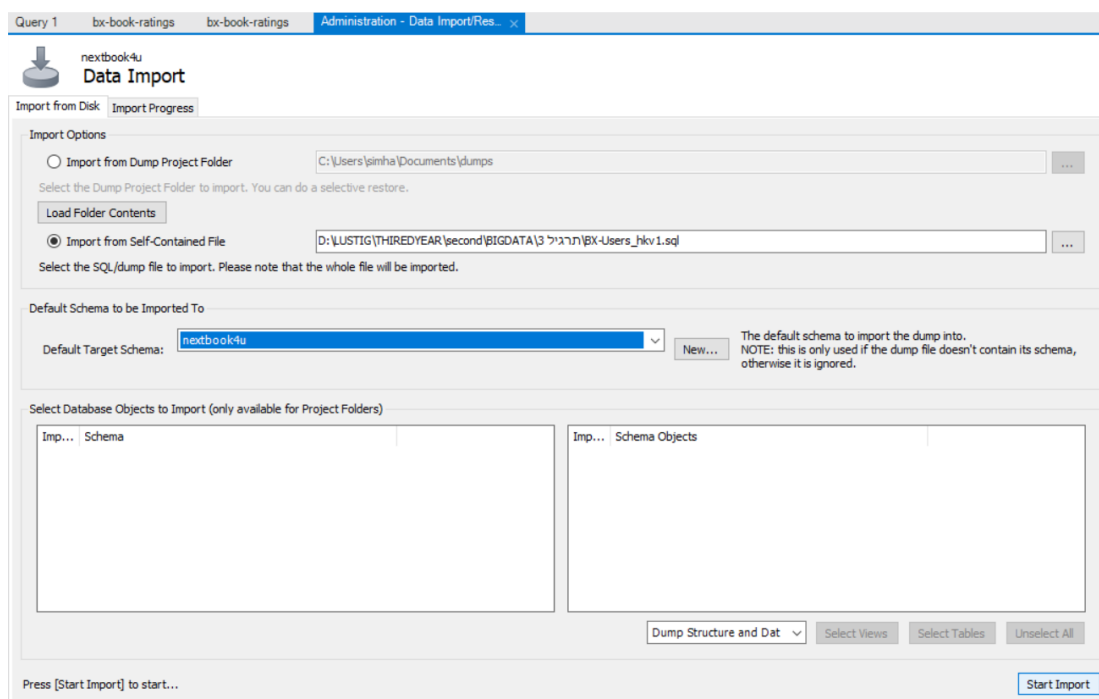 Query 1 bx-book-ratings bx-book-ratings Administration - Data Import/Res... ×
nextbook4u
Data Import
Import from Disk Import Progress
Import Options
Import from Dump Project Folder C:\Users\simha\Documents\dumps ...
Select the Dump Project Folder to import. You can do a selective restore.
Load Folder Contents
Import from Self-Contained File D:\LUSTIG\THIREDYEAR\second\BIGDATA\תרגיל 3\BX-Users_hkv1.sql ...
Select the SQL/dump file to import. Please note that the whole file will be imported.
Default Schema to be Imported To
Default Target Schema: nextbook4u New...
The default schema to import the dump into.
NOTE: this is only used if the dump file doesn't contain its schema,
otherwise it is ignored.
Select Database Objects to Import (only available for Project Folders)
Imp... Schema Imp... Schema Objects
Dump Structure and Dat Select Views Select Tables Unselect All
Press [Start Import] to start... Start Import